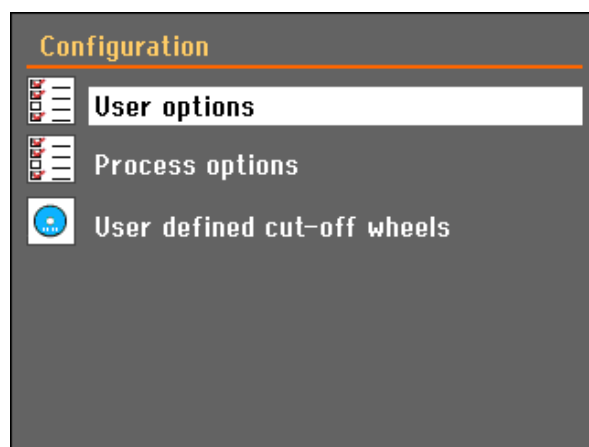 Configuration
User options
Process options
User defined cut-off wheels